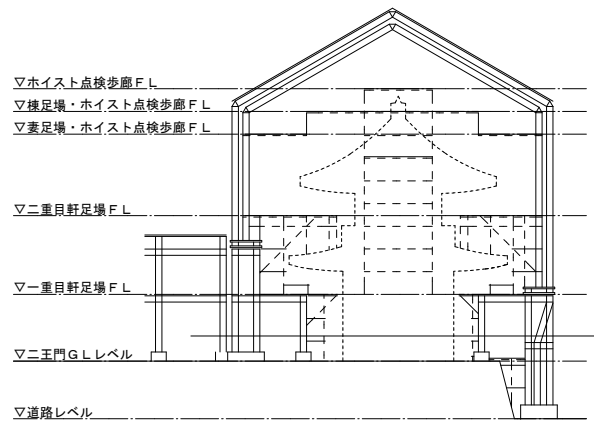 ▽ホイスト点検歩廊ＦＬ
▽棟足場・ホイスト点検歩廊ＦＬ
▽妻足場・ホイスト点検歩廊ＦＬ
▽二重目軒足場ＦＬ
▽一重目軒足場ＦＬ
▽二王門ＧＬレベル
▽道路レベル